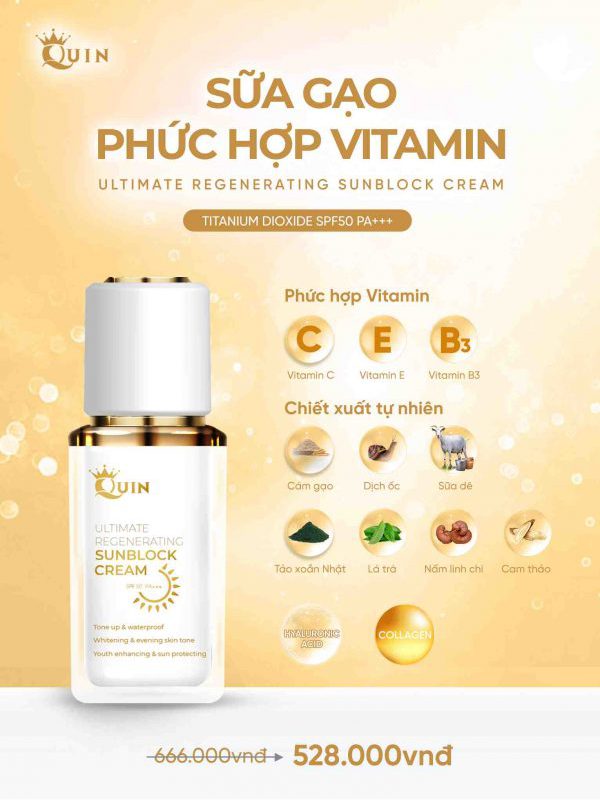 QUIN
SỮA GẠO
PHỨC HỢP VITAMIN
ULTIMATE REGENERATING SUNBLOCK CREAM
TITANIUM DIOXIDE SPF50 PA+++
Phức hợp Vitamin
C E B3
Vitamin C Vitamin E Vitamin B3
Chiết xuất tự nhiên
Cám gạo Dịch ốc Sữa dê
Tảo xoắn Nhật Lá trà Nấm linh chi Cam thảo
HYALURONIC ACID
COLLAGEN
QUIN
ULTIMATE
REGENERATING
SUNBLOCK
CREAM
SPF 50 PA+++
Tone up & waterproof
Whitening & evening skin tone
Youth enhancing & sun protecting
666.000vnđ 528.000vnđ